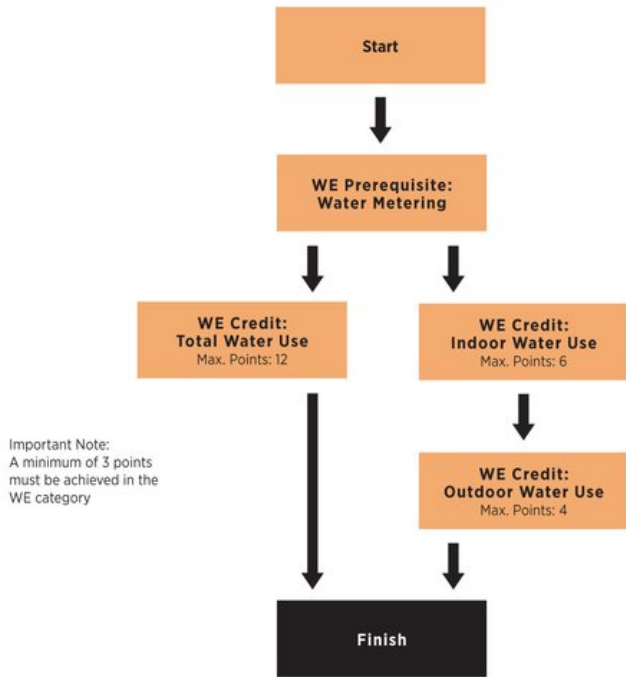 Start
WE Prerequisite:
Water Metering
WE Credit:
Total Water Use
Max. Points: 12
WE Credit:
Indoor Water Use
Max. Points: 6
Important Note:
A minimum of 3 points
must be achieved in the
WE category
WE Credit:
Outdoor Water Use
Max. Points: 4
Finish